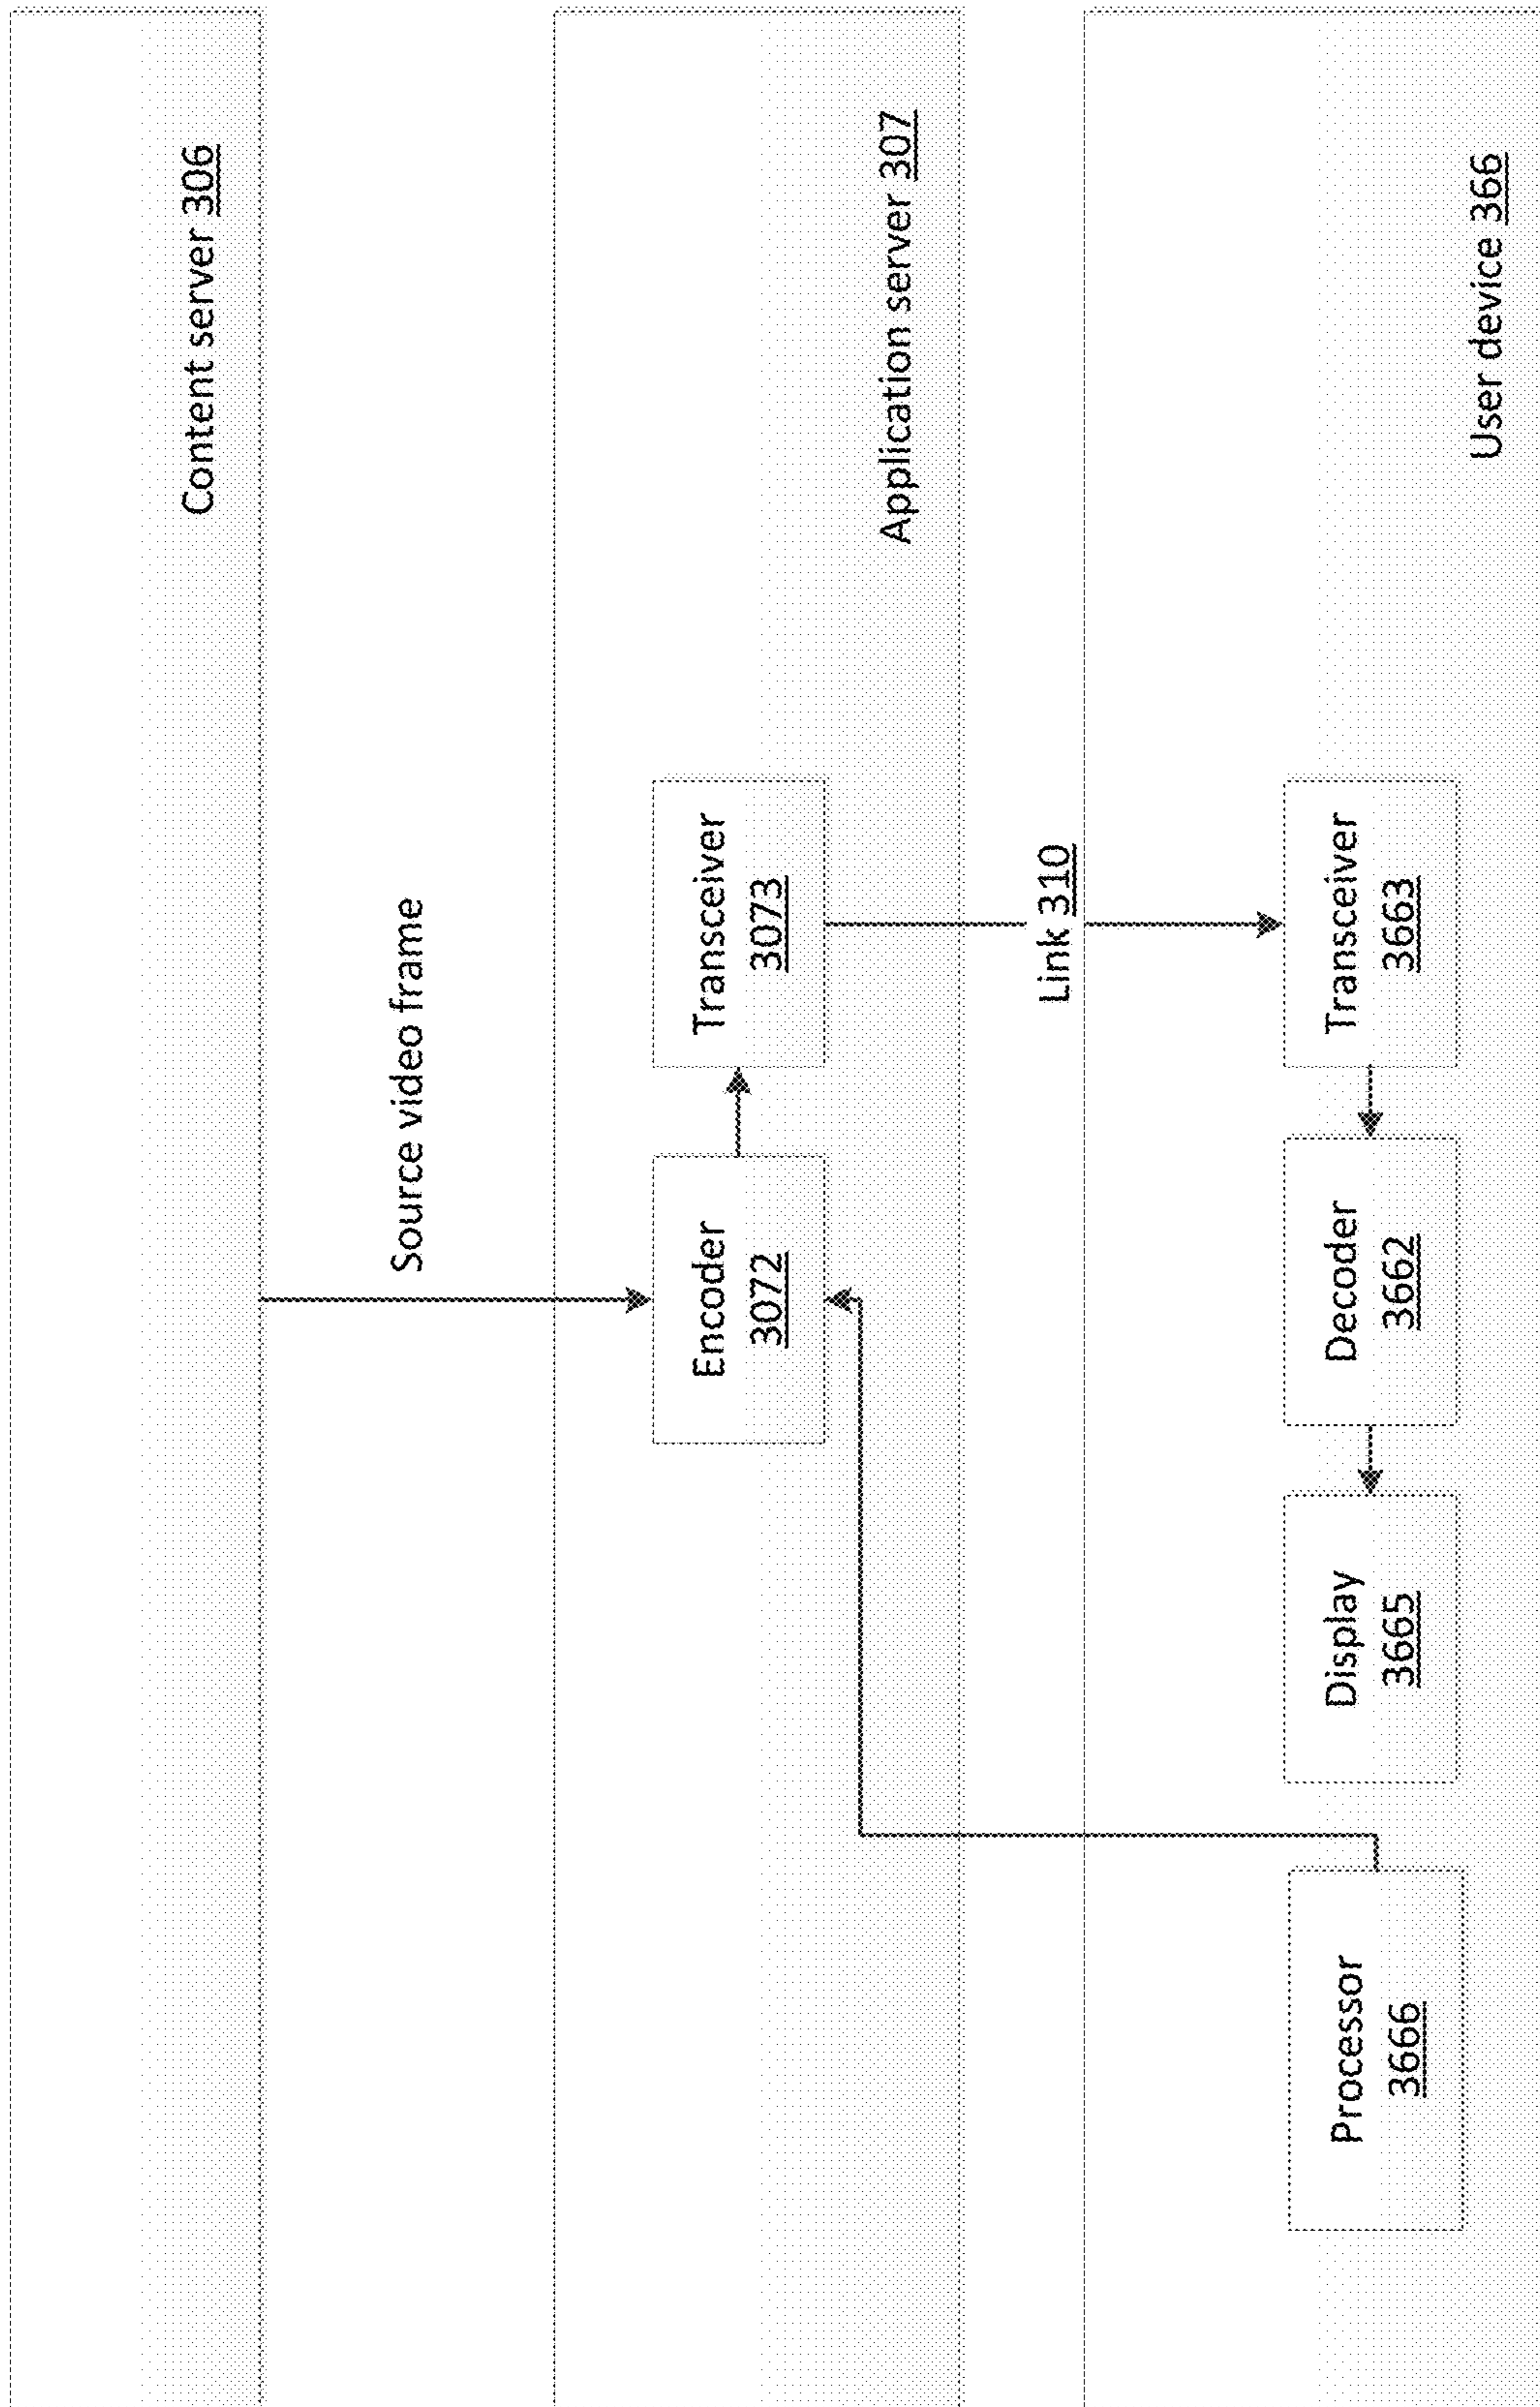 Content server 306
Source video frame
Application server 307
Encoder
3072
Transceiver
3073
Link 310
User device 366
Processor
3666
Display
3665
Decoder
3662
Transceiver
3663